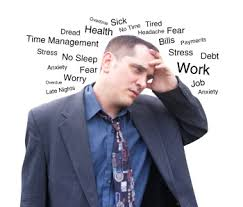 Overtime Sick
Dread Health No Time Tired
Headache Fear
Time Management Bills Payments
Stress No Sleep Stress Debt
Anxiety Fear Work
Worry Job
Overdue Anxiety
Late Nights